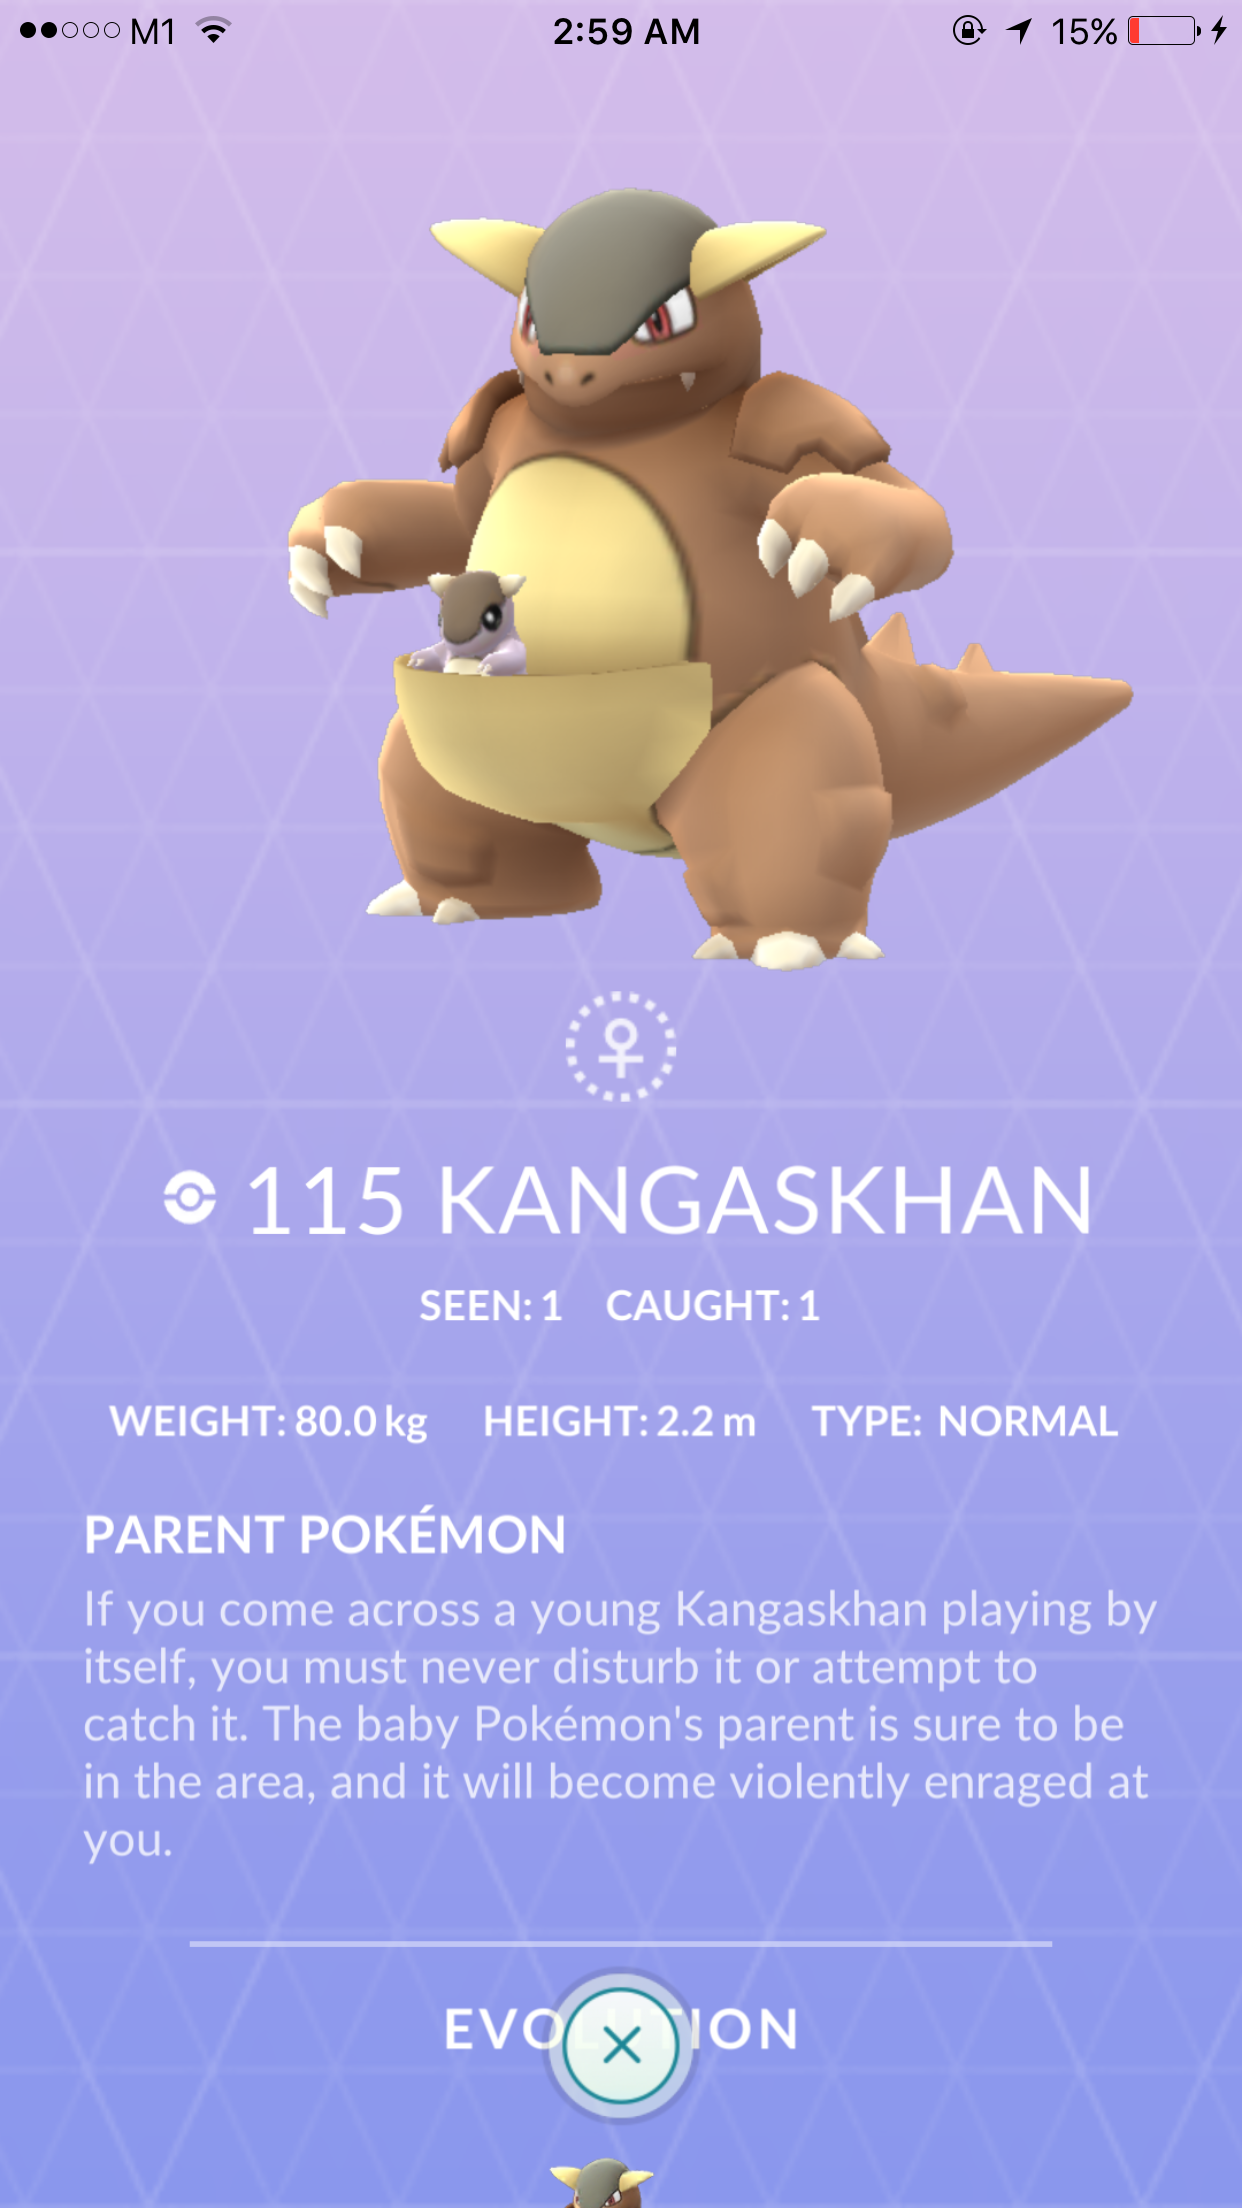 M1 2:59 AM 15%
115 KANGASKHAN
SEEN: 1 CAUGHT: 1
WEIGHT: 80.0 kg HEIGHT: 2.2 m TYPE: NORMAL
PARENT POKÉMON
If you come across a young Kangaskhan playing by
itself, you must never disturb it or attempt to
catch it. The baby Pokémon's parent is sure to be
in the area, and it will become violently enraged at
you.
EVOLUTION